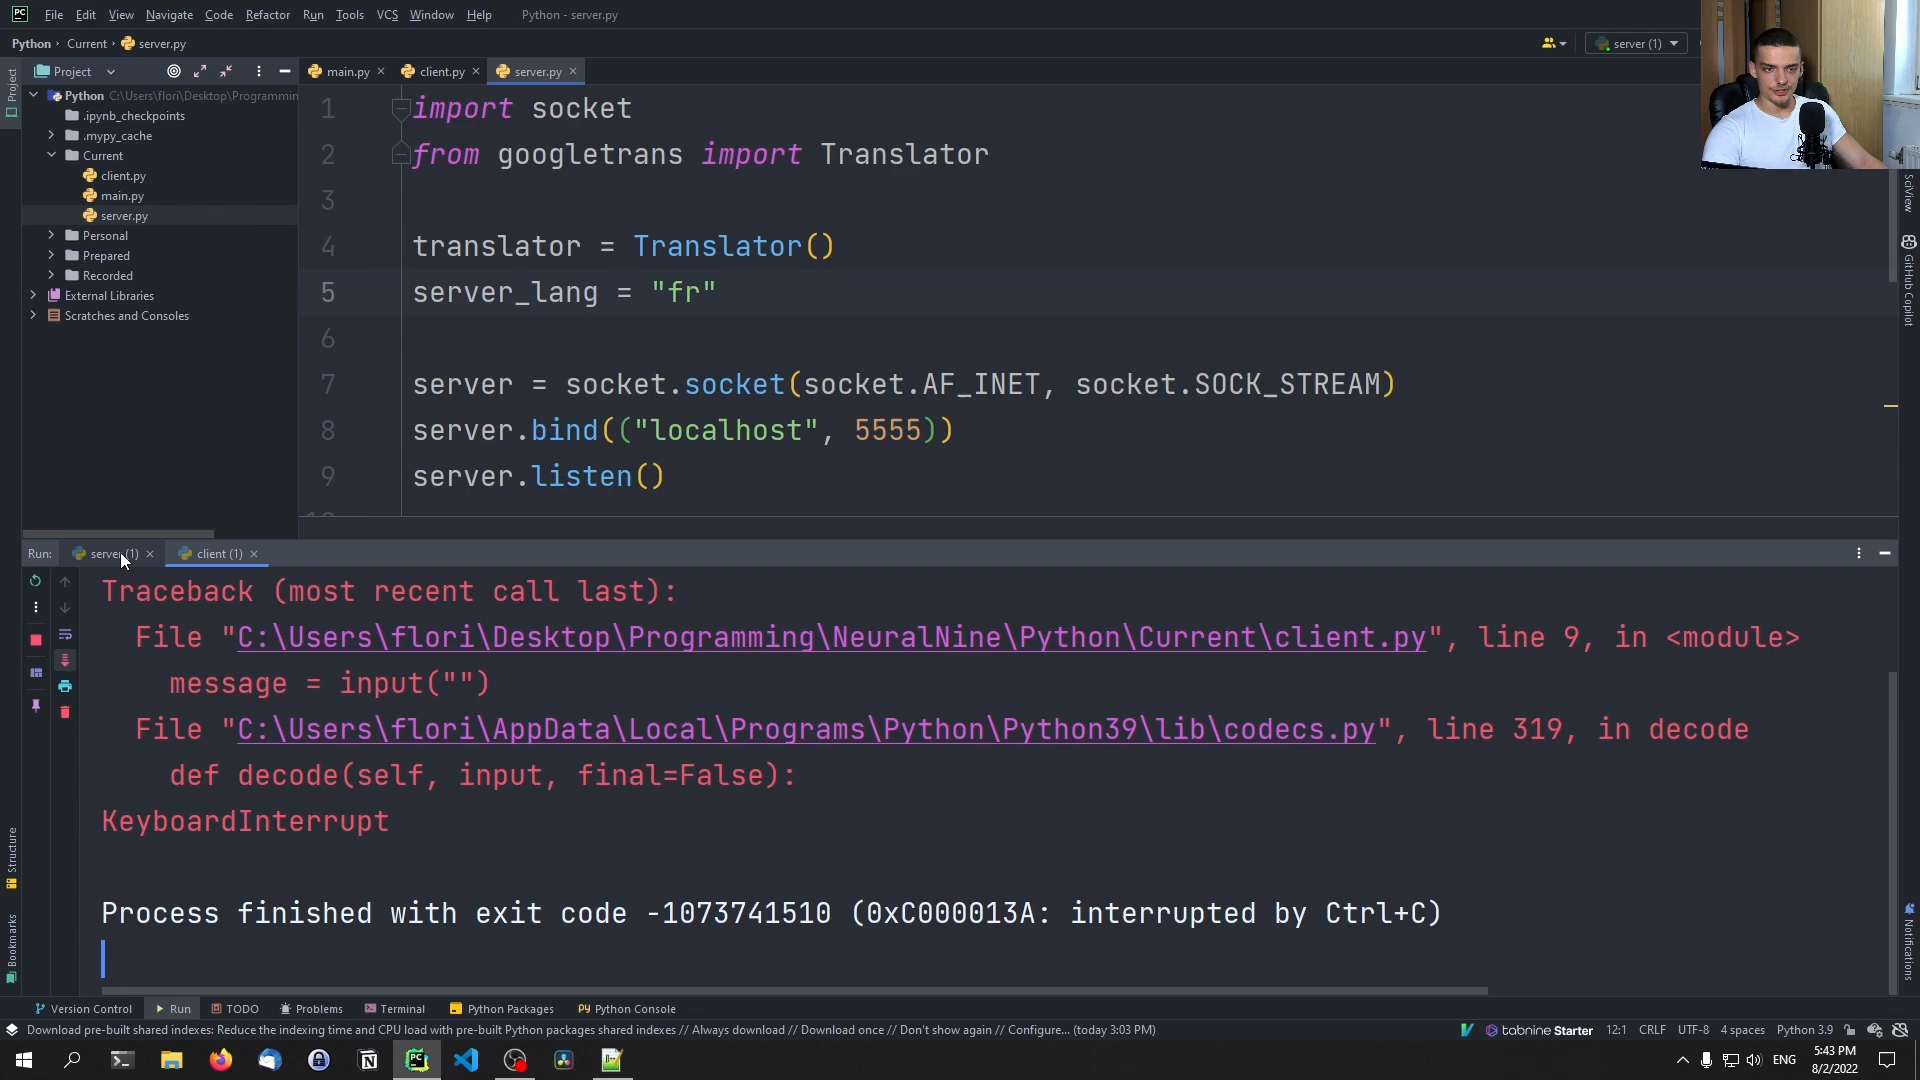 PC File Edit View Navigate Code Refactor Run Tools VCS Window Help Python - server.py
Python Current server.py server (1)
Project main.py client.py server.py
Python C:\Users\flori\Desktop\Programmin
.ipynb_checkpoints
.mypy_cache
Current
client.py
main.py
server.py
Personal
Prepared
Recorded
External Libraries
Scratches and Consoles
1 import socket
2 from googletrans import Translator
3
4 translator = Translator()
5 server_lang = "fr"
6
7 server = socket.socket(socket.AF_INET, socket.SOCK_STREAM)
8 server.bind(("localhost", 5555))
9 server.listen()
Project
Structure
Bookmarks
SciView
GitHub Copilot
Notifications
Run: server (1) client (1)
Traceback (most recent call last):
File "C:\Users\flori\Desktop\Programming\NeuralNine\Python\Current\client.py", line 9, in <module>
message = input("")
File "C:\Users\flori\AppData\Local\Programs\Python\Python39\lib\codecs.py", line 319, in decode
def decode(self, input, final=False):
KeyboardInterrupt
Process finished with exit code -1073741510 (0xC000013A: interrupted by Ctrl+C)
Version Control Run TODO Problems Terminal Python Packages Python Console
Download pre-built shared indexes: Reduce the indexing time and CPU load with pre-built Python packages shared indexes // Always download // Download once // Don't show again // Configure... (today 3:03 PM) tabnine Starter 12:1 CRLF UTF-8 4 spaces Python 3.9
ENG 5:43 PM
8/2/2022